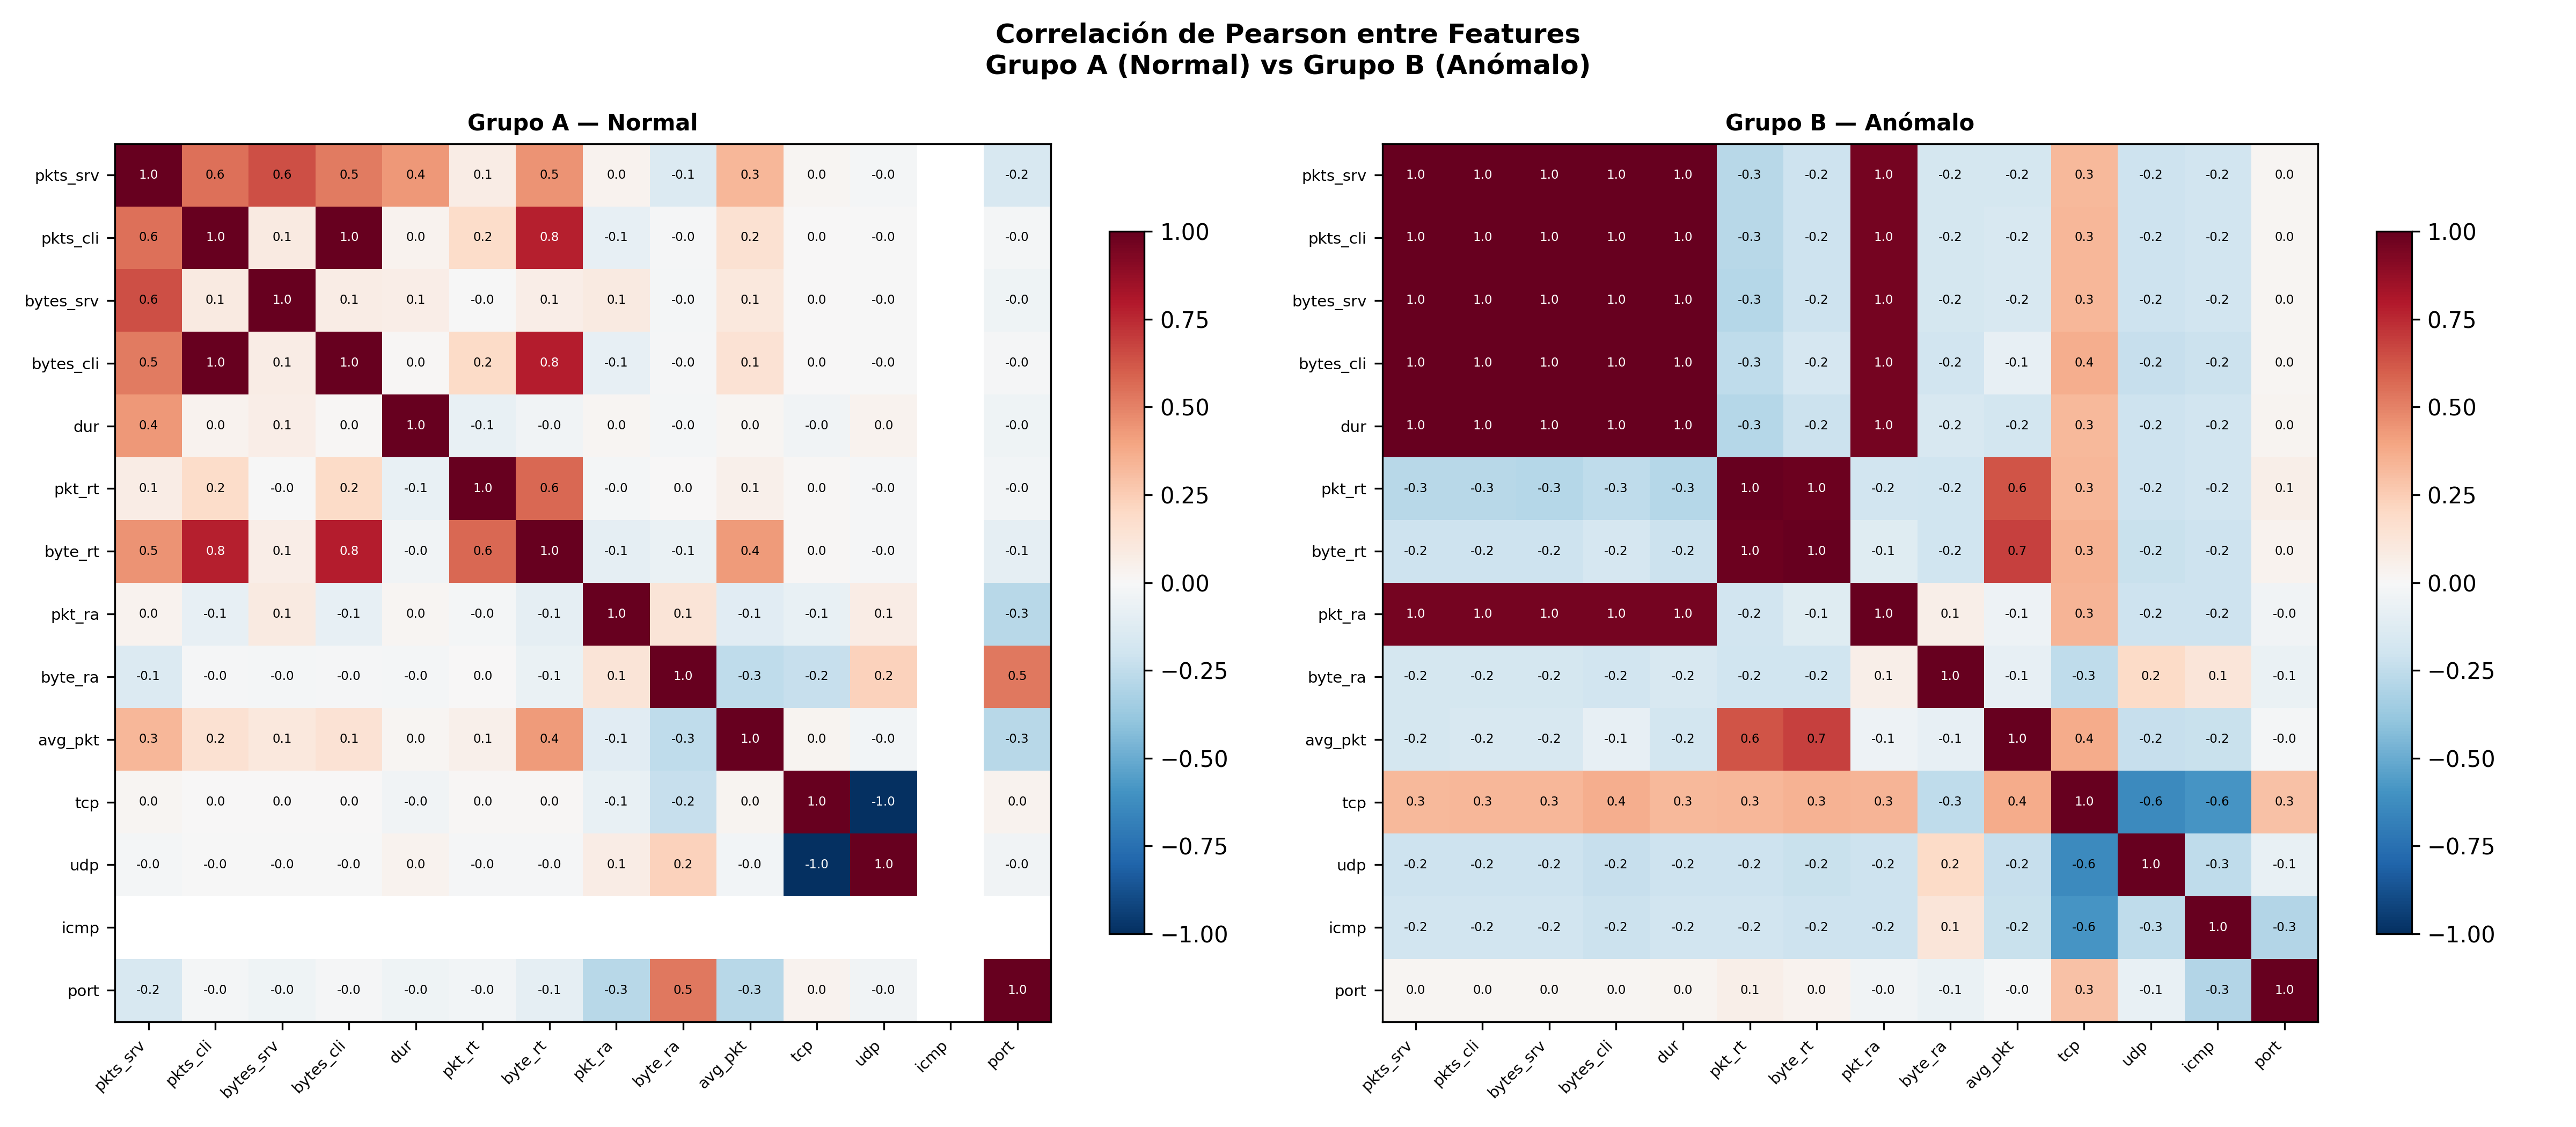 Correlación de Pearson entre Features
Grupo A (Normal) vs Grupo B (Anómalo)
Grupo A — Normal
pkts_srv 1.0 0.6 0.6 0.5 0.4 0.1 0.5 0.0 -0.1 0.3 0.0 -0.0 -0.2
pkts_cli 0.6 1.0 0.1 1.0 0.0 0.2 0.8 -0.1 -0.0 0.2 0.0 -0.0 -0.0
bytes_srv 0.6 0.1 1.0 0.1 0.1 -0.0 0.1 0.1 -0.0 0.1 0.0 -0.0 -0.0
bytes_cli 0.5 1.0 0.1 1.0 0.0 0.2 0.8 -0.1 -0.0 0.1 0.0 -0.0 -0.0
dur 0.4 0.0 0.1 0.0 1.0 -0.1 -0.0 0.0 -0.0 0.0 -0.0 0.0 -0.0
pkt_rt 0.1 0.2 -0.0 0.2 -0.1 1.0 0.6 -0.0 0.0 0.1 0.0 -0.0 -0.0
byte_rt 0.5 0.8 0.1 0.8 -0.0 0.6 1.0 -0.1 -0.1 0.4 0.0 -0.0 -0.1
pkt_ra 0.0 -0.1 0.1 -0.1 0.0 -0.0 -0.1 1.0 0.1 -0.1 -0.1 0.1 -0.3
byte_ra -0.1 -0.0 -0.0 -0.0 -0.0 0.0 -0.1 0.1 1.0 -0.3 -0.2 0.2 0.5
avg_pkt 0.3 0.2 0.1 0.1 0.0 0.1 0.4 -0.1 -0.3 1.0 0.0 -0.0 -0.3
tcp 0.0 0.0 0.0 0.0 -0.0 0.0 0.0 -0.1 -0.2 0.0 1.0 -1.0 0.0
udp -0.0 -0.0 -0.0 -0.0 0.0 -0.0 -0.0 0.1 0.2 -0.0 -1.0 1.0 -0.0
icmp
port -0.2 -0.0 -0.0 -0.0 -0.0 -0.0 -0.1 -0.3 0.5 -0.3 0.0 -0.0 1.0
pkts_srv pkts_cli bytes_srv bytes_cli dur pkt_rt byte_rt pkt_ra byte_ra avg_pkt tcp udp icmp port
1.00
0.75
0.50
0.25
0.00
−0.25
−0.50
−0.75
−1.00
Grupo B — Anómalo
pkts_srv 1.0 1.0 1.0 1.0 1.0 -0.3 -0.2 1.0 -0.2 -0.2 0.3 -0.2 -0.2 0.0
pkts_cli 1.0 1.0 1.0 1.0 1.0 -0.3 -0.2 1.0 -0.2 -0.2 0.3 -0.2 -0.2 0.0
bytes_srv 1.0 1.0 1.0 1.0 1.0 -0.3 -0.2 1.0 -0.2 -0.2 0.3 -0.2 -0.2 0.0
bytes_cli 1.0 1.0 1.0 1.0 1.0 -0.3 -0.2 1.0 -0.2 -0.1 0.4 -0.2 -0.2 0.0
dur 1.0 1.0 1.0 1.0 1.0 -0.3 -0.2 1.0 -0.2 -0.2 0.3 -0.2 -0.2 0.0
pkt_rt -0.3 -0.3 -0.3 -0.3 -0.3 1.0 1.0 -0.2 -0.2 0.6 0.3 -0.2 -0.2 0.1
byte_rt -0.2 -0.2 -0.2 -0.2 -0.2 1.0 1.0 -0.1 -0.2 0.7 0.3 -0.2 -0.2 0.0
pkt_ra 1.0 1.0 1.0 1.0 1.0 -0.2 -0.1 1.0 0.1 -0.1 0.3 -0.2 -0.2 -0.0
byte_ra -0.2 -0.2 -0.2 -0.2 -0.2 -0.2 -0.2 0.1 1.0 -0.1 -0.3 0.2 0.1 -0.1
avg_pkt -0.2 -0.2 -0.2 -0.1 -0.2 0.6 0.7 -0.1 -0.1 1.0 0.4 -0.2 -0.2 -0.0
tcp 0.3 0.3 0.3 0.4 0.3 0.3 0.3 0.3 -0.3 0.4 1.0 -0.6 -0.6 0.3
udp -0.2 -0.2 -0.2 -0.2 -0.2 -0.2 -0.2 -0.2 0.2 -0.2 -0.6 1.0 -0.3 -0.1
icmp -0.2 -0.2 -0.2 -0.2 -0.2 -0.2 -0.2 -0.2 0.1 -0.2 -0.6 -0.3 1.0 -0.3
port 0.0 0.0 0.0 0.0 0.0 0.1 0.0 -0.0 -0.1 -0.0 0.3 -0.1 -0.3 1.0
pkts_srv pkts_cli bytes_srv bytes_cli dur pkt_rt byte_rt pkt_ra byte_ra avg_pkt tcp udp icmp port
1.00
0.75
0.50
0.25
0.00
−0.25
−0.50
−0.75
−1.00